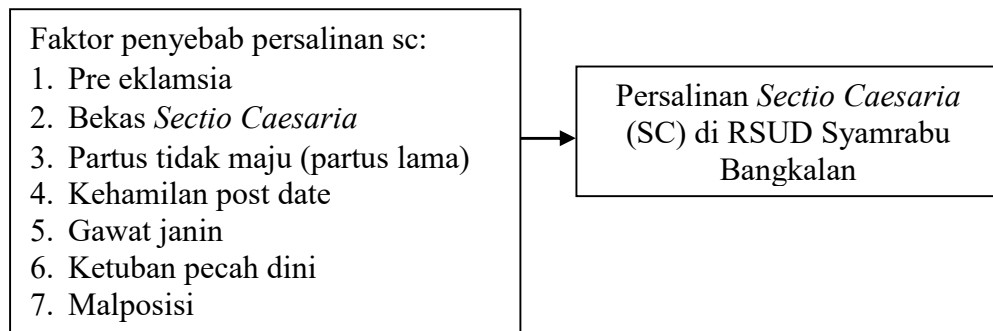 Faktor penyebab persalinan sc:
1. Pre eklamsia
2. Bekas Sectio Caesaria
3. Partus tidak maju (partus lama)
4. Kehamilan post date
5. Gawat janin
6. Ketuban pecah dini
7. Malposisi
Persalinan Sectio Caesaria
(SC) di RSUD Syamrabu
Bangkalan